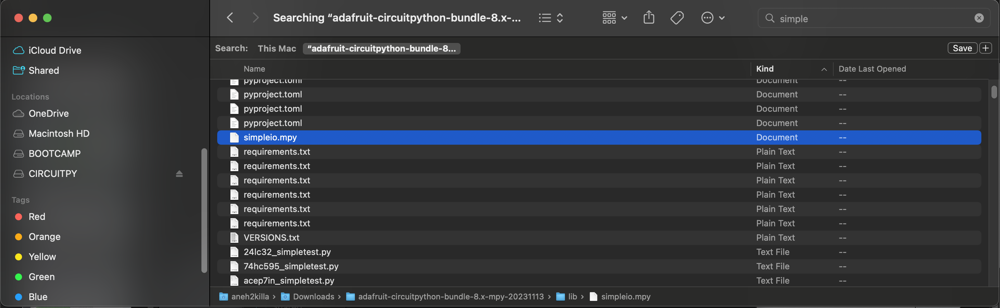 Searching “adafruit-circuitpython-bundle-8.x-...
simple
iCloud Drive
Shared
Locations
OneDrive
Macintosh HD
BOOTCAMP
CIRCUITPY
Tags
Red
Orange
Yellow
Green
Blue
Search: This Mac “adafruit-circuitpython-bundle-8... Save +
Name Kind Date Last Opened
pyproject.toml Document --
pyproject.toml Document --
pyproject.toml Document --
pyproject.toml Document --
simpleio.mpy Document --
requirements.txt Plain Text --
requirements.txt Plain Text --
requirements.txt Plain Text --
requirements.txt Plain Text --
requirements.txt Plain Text --
requirements.txt Plain Text --
VERSIONS.txt Plain Text --
24lc32_simpletest.py Text File --
74hc595_simpletest.py Text File --
acep7in_simpletest.py Text File --
aneh2killa › Downloads › adafruit-circuitpython-bundle-8.x-mpy-20231113 › lib › simpleio.mpy